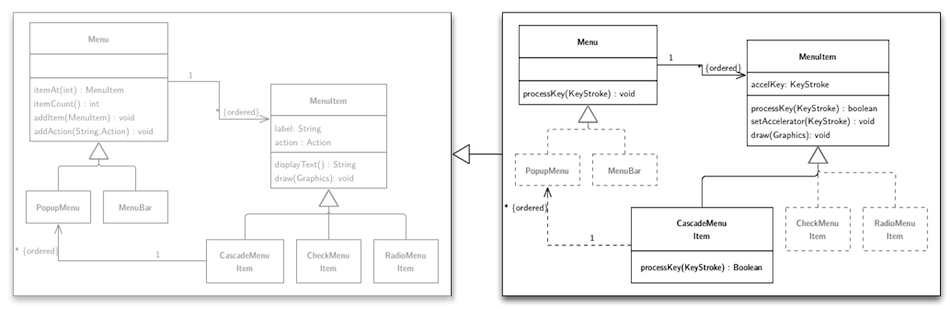 Menu
itemAt(int) : MenuItem
itemCount() : int
addItem(MenuItem) : void
addAction(String,Action) : void
1
* {ordered}
MenuItem
label: String
action : Action
displayText() : String
draw(Graphics): void
PopupMenu
MenuBar
* {ordered}
1
CascadeMenu
Item
CheckMenu
Item
RadioMenu
Item
Menu
processKey(KeyStroke) : void
1
* {ordered}
MenuItem
accelKey: KeyStroke
processKey(KeyStroke) : boolean
setAccelerator(KeyStroke) : void
draw(Graphics): void
PopupMenu
MenuBar
* {ordered}
1
CascadeMenu
Item
processKey(KeyStroke) : Boolean
CheckMenu
Item
RadioMenu
Item